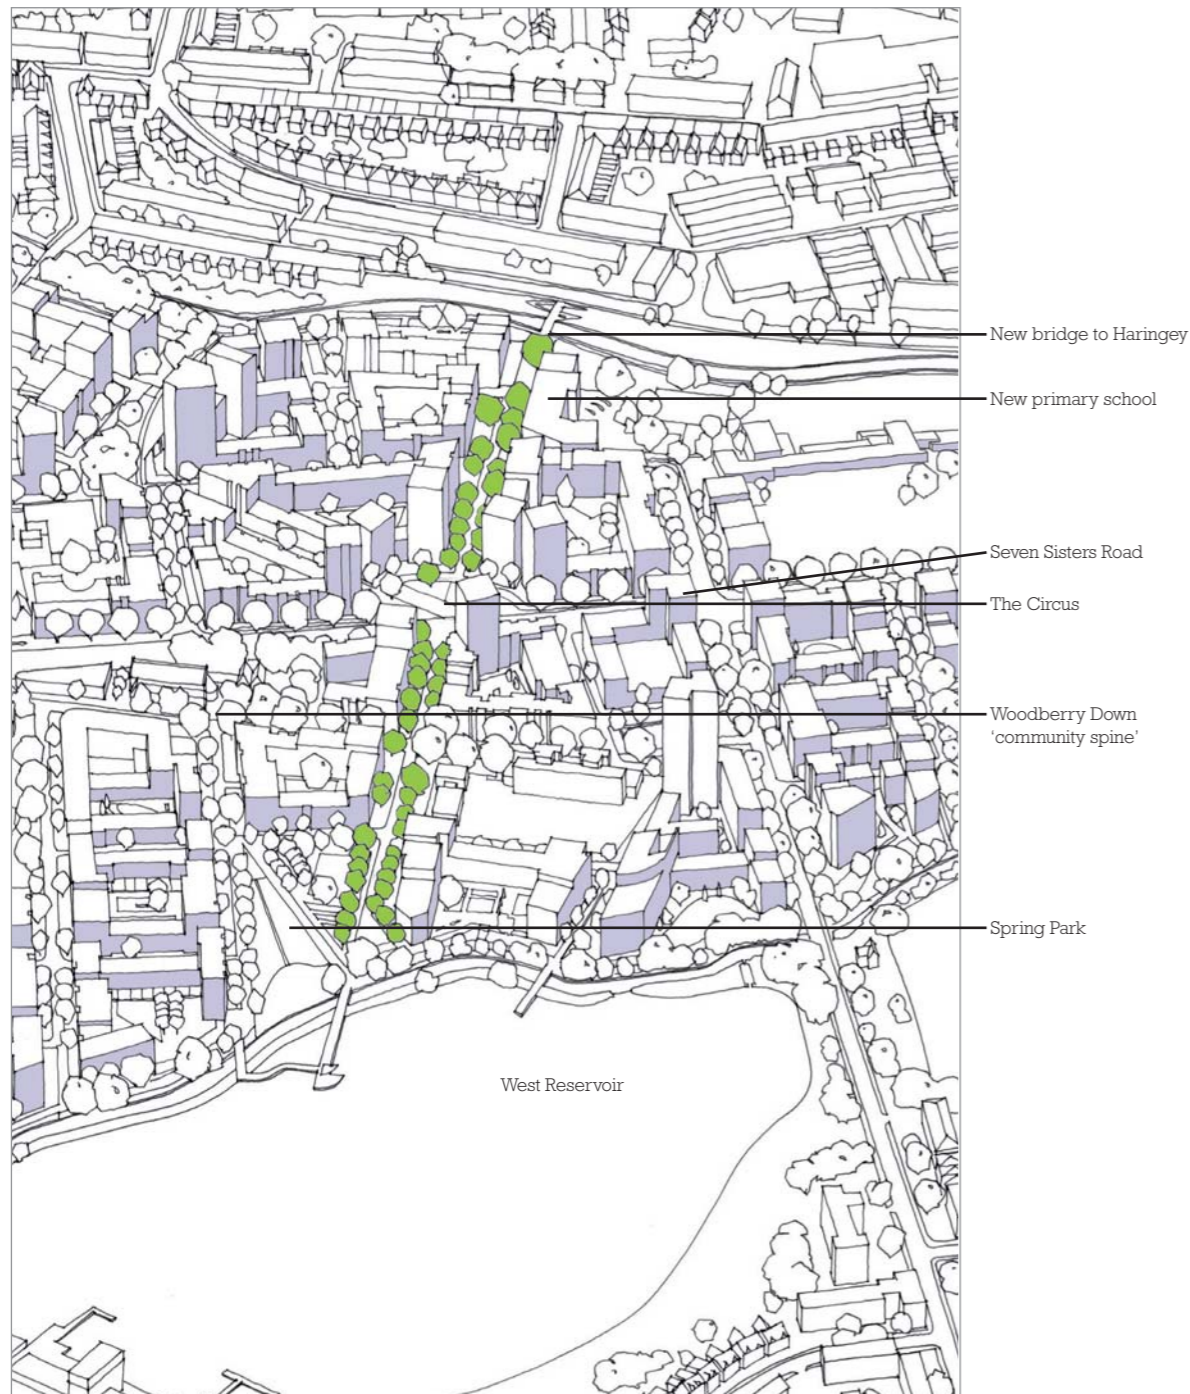 New bridge to Haringey
New primary school
Seven Sisters Road
The Circus
Woodberry Down
‘community spine’
Spring Park
West Reservoir